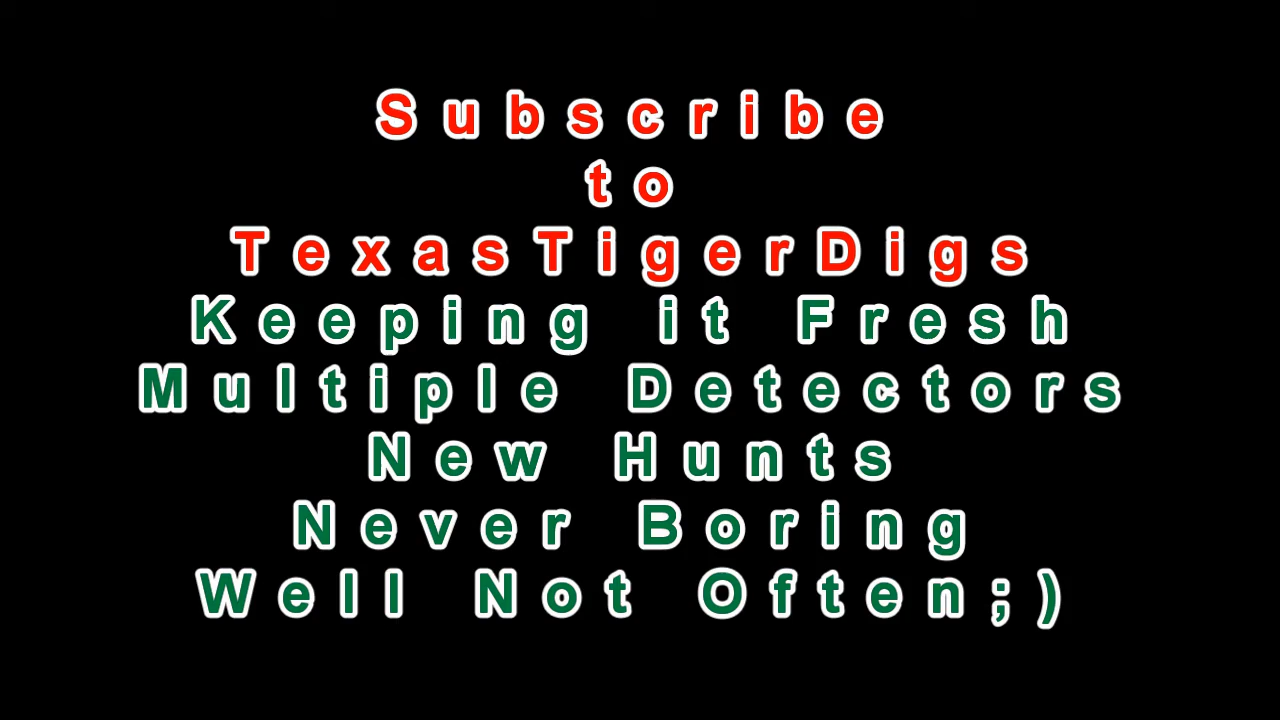 Subscribe
to
TexasTigerDigs
Keeping it Fresh
Multiple Detectors
New Hunts
Never Boring
Well Not Often;)